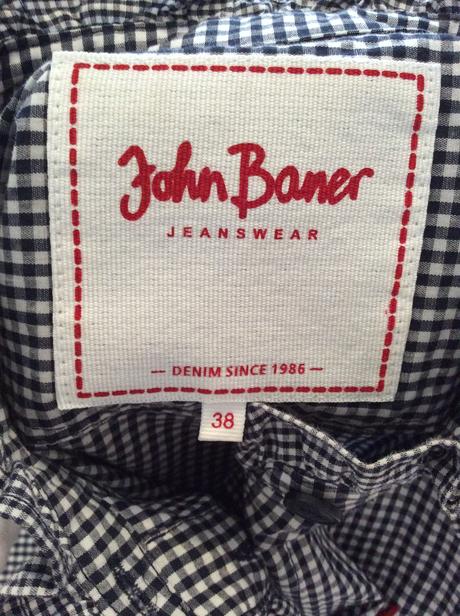 John Baner
JEANSWEAR
— DENIM SINCE 1986 —
38